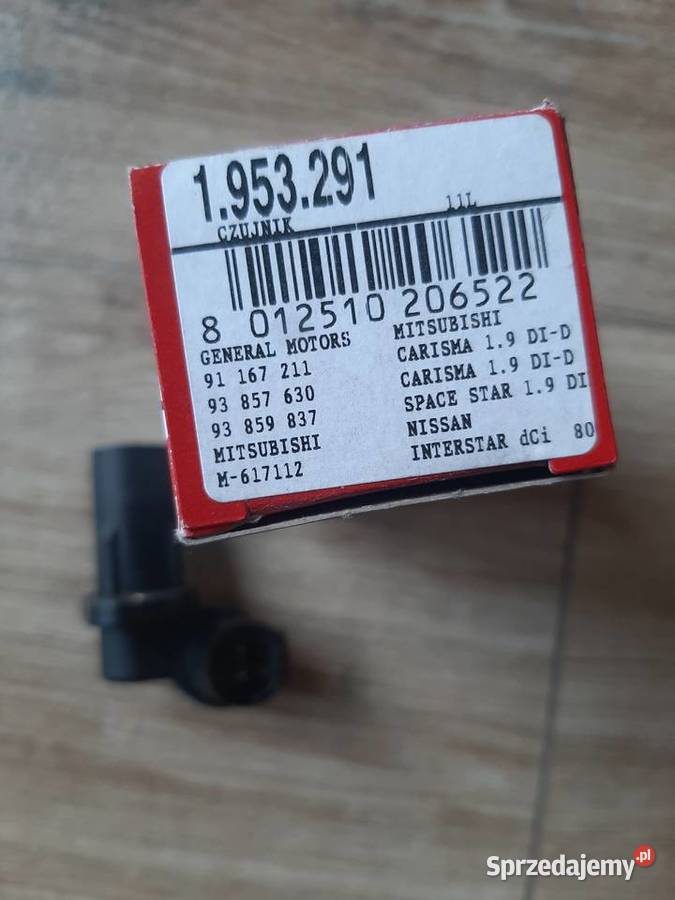 1.953.291
CZUJNIK
11L
8 012510 206522
GENERAL MOTORS
91 167 211
93 857 630
93 859 837
MITSUBISHI
M-617112
MITSUBISHI
CARISMA 1.9 DI-D
CARISMA 1.9 DI-D
SPACE STAR 1.9 DI
NISSAN
INTERSTAR dCi 80
Sprzedajemy.pl